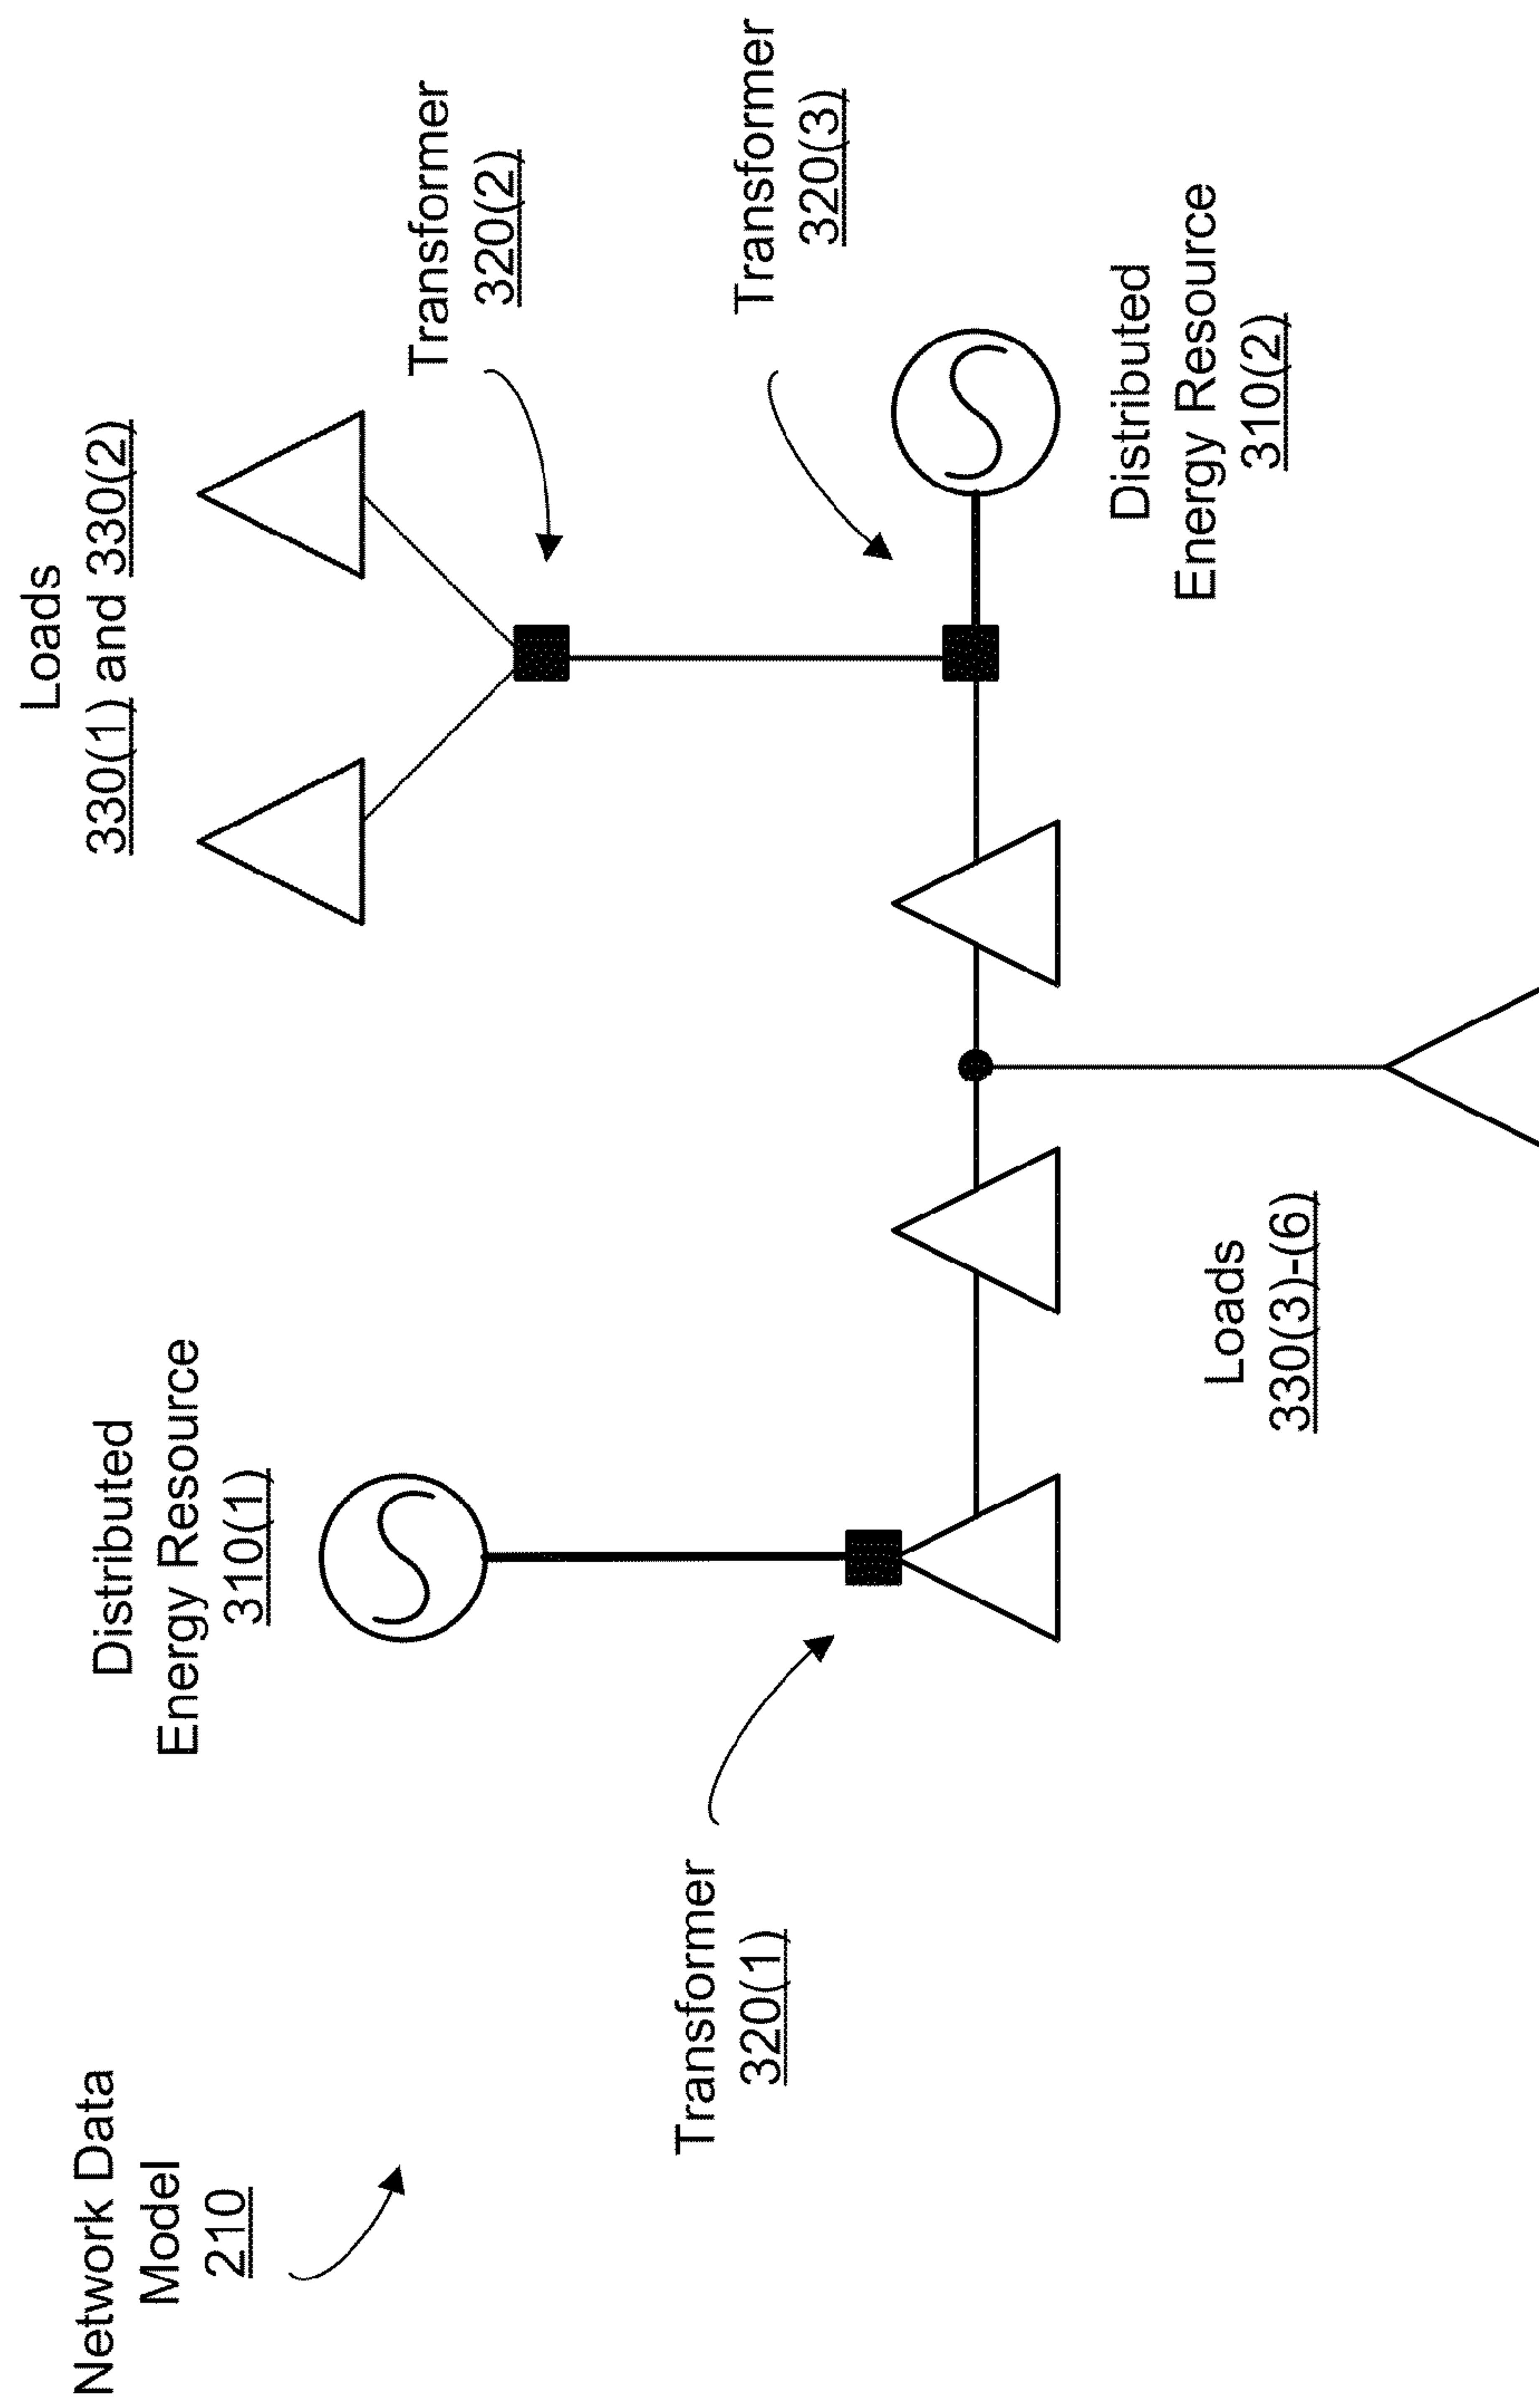 Network Data
Model
210
Distributed
Energy Resource
310(1)
Loads
330(1) and 330(2)
Transformer
320(2)
Transformer
320(1)
Transformer
320(3)
Loads
330(3)-(6)
Distributed
Energy Resource
310(2)